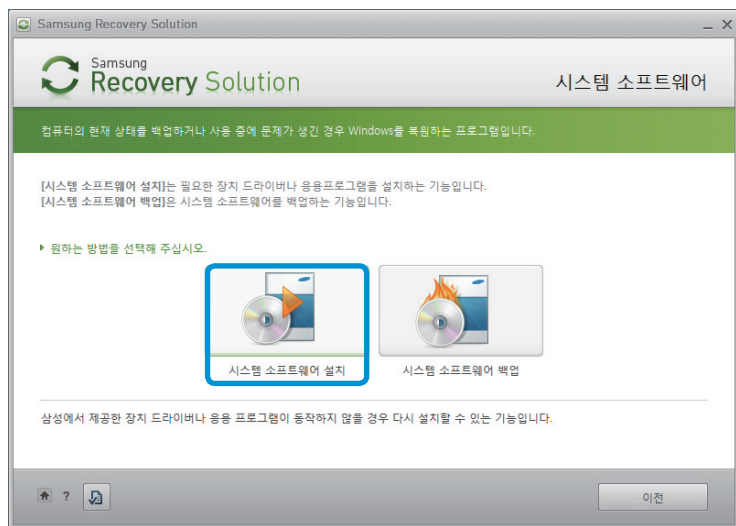 Samsung Recovery Solution
Samsung
Recovery Solution
시스템 소프트웨어
컴퓨터의 현재 상태를 백업하거나 사용 중에 문제가 생긴 경우 Windows를 복원하는 프로그램입니다.
[시스템 소프트웨어 설치]는 필요한 장치 드라이버나 응용프로그램을 설치하는 기능입니다.
[시스템 소프트웨어 백업]은 시스템 소프트웨어를 백업하는 기능입니다.
원하는 방법을 선택해 주십시오.
시스템 소프트웨어 설치
시스템 소프트웨어 백업
삼성에서 제공한 장치 드라이버나 응용 프로그램이 동작하지 않을 경우 다시 설치할 수 있는 기능입니다.
?
이전